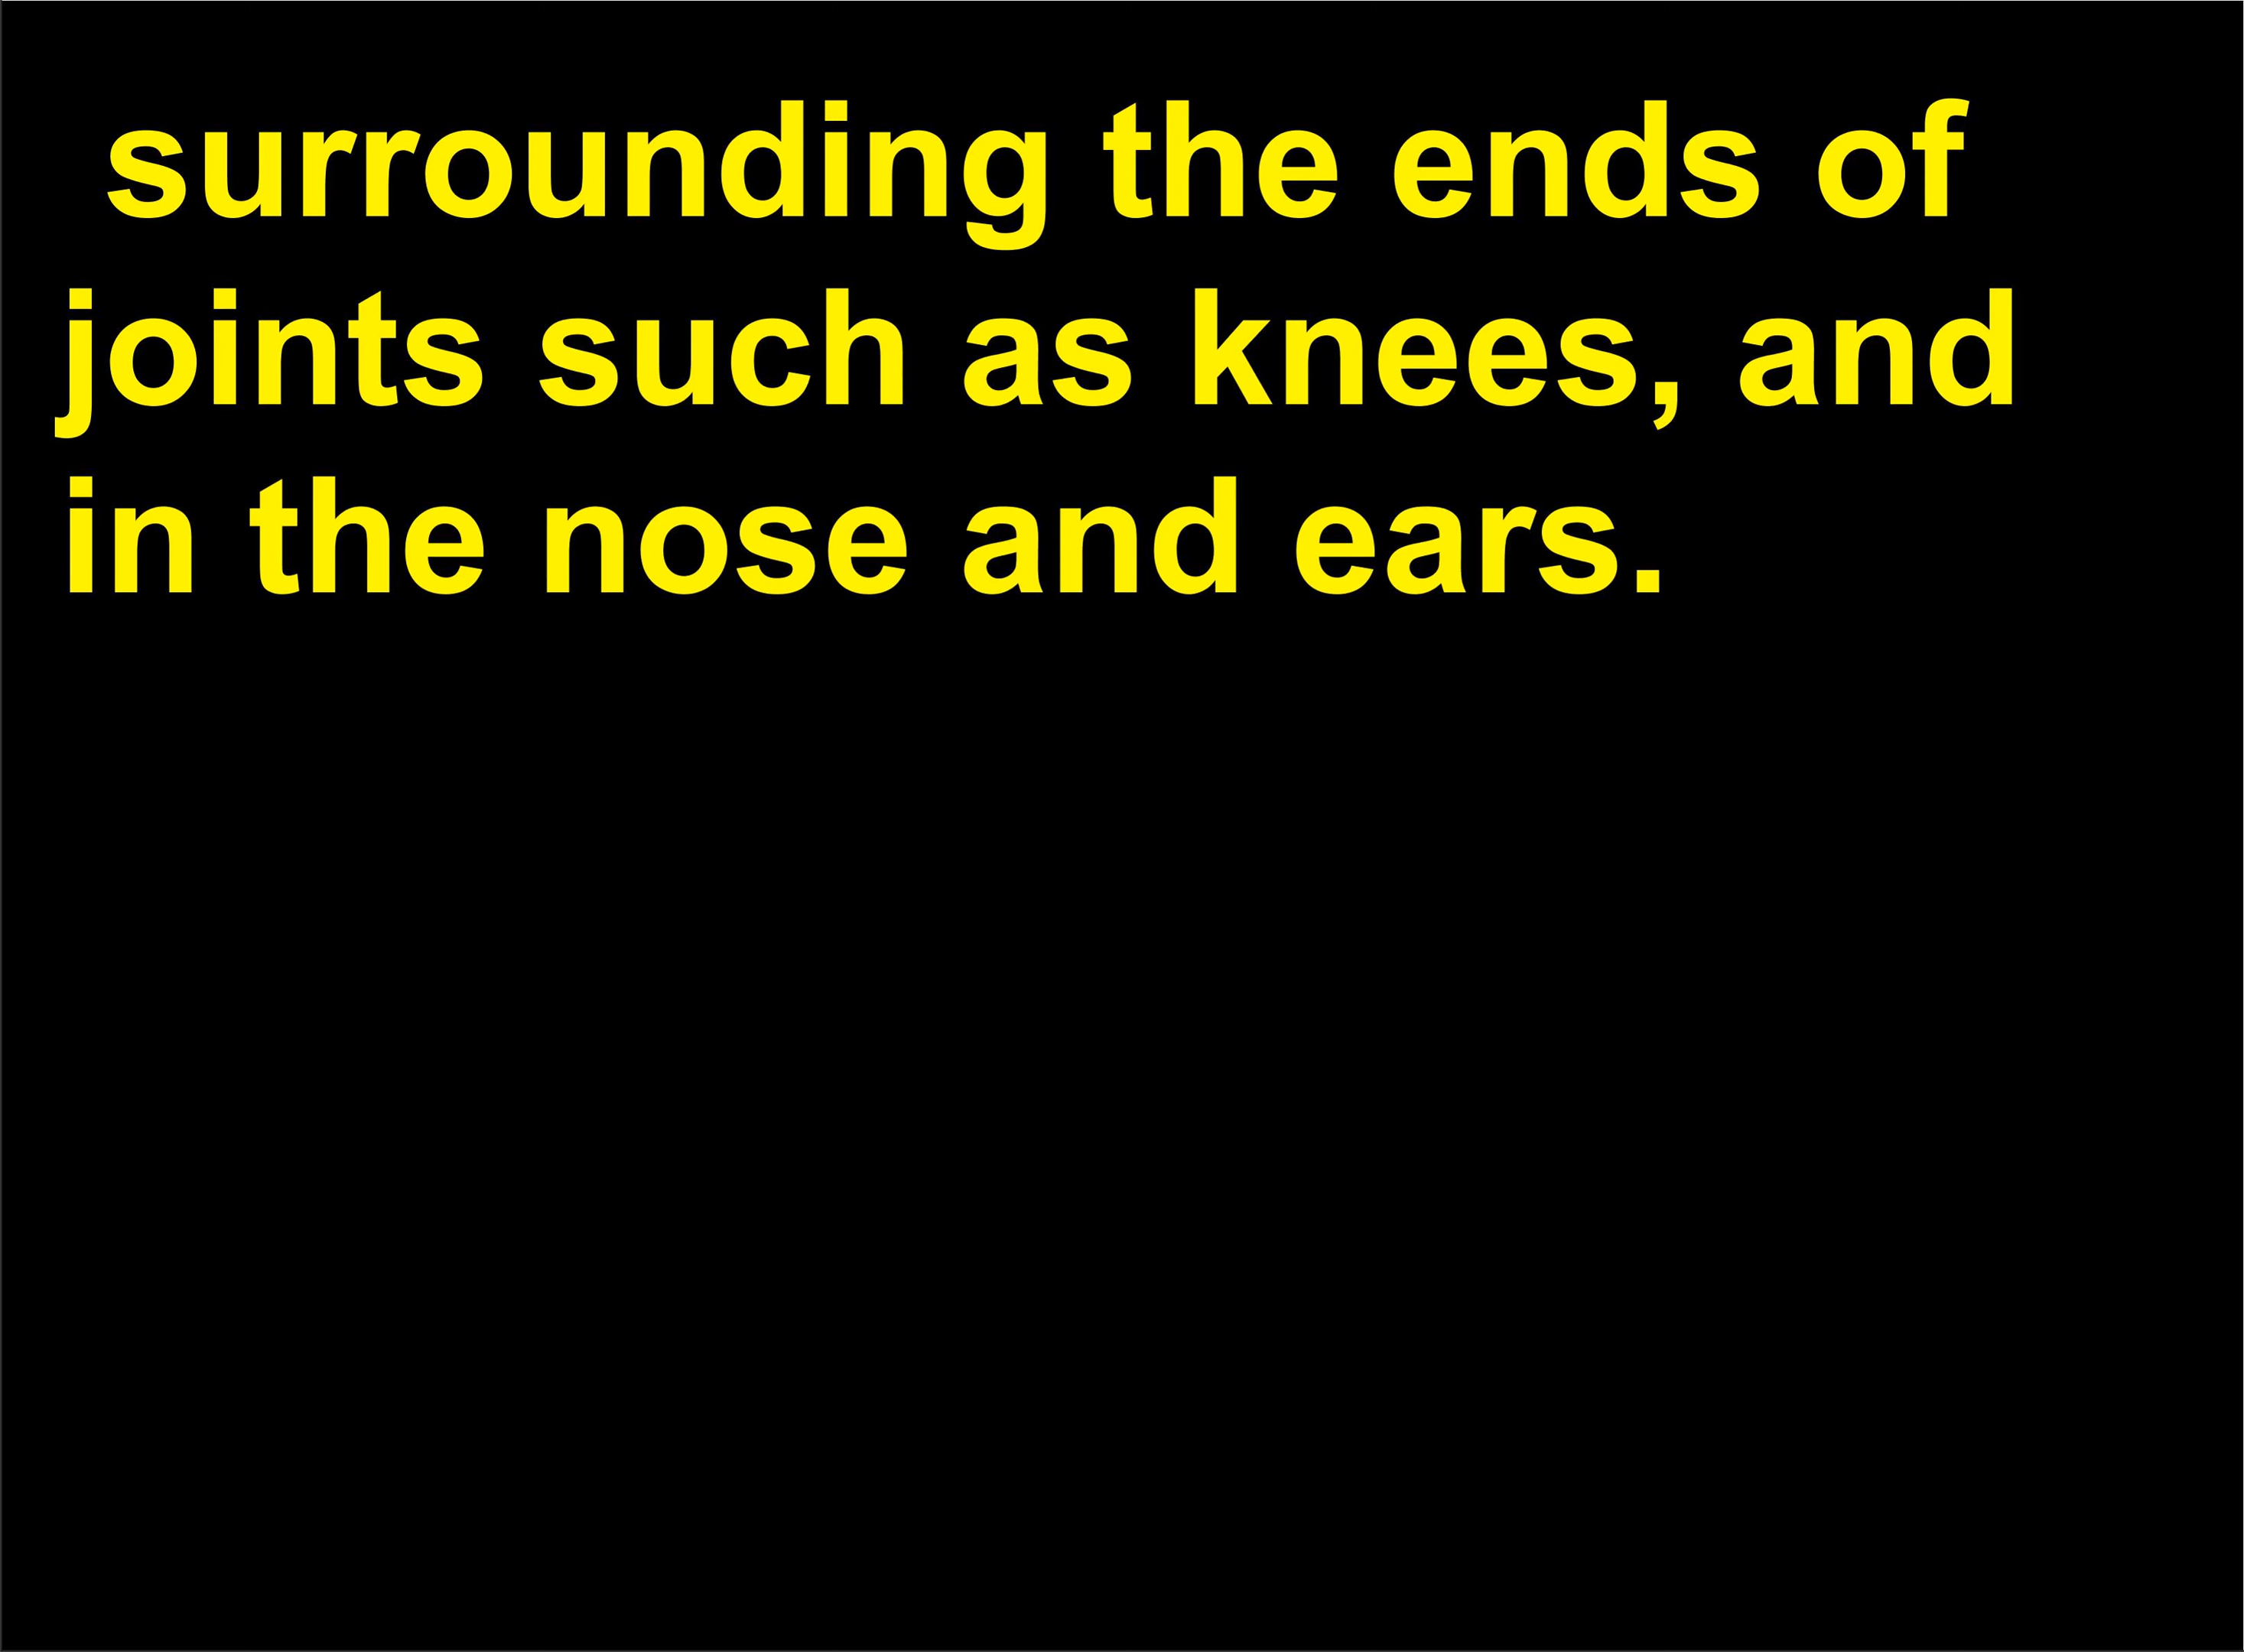 surrounding the ends of
joints such as knees, and
in the nose and ears.